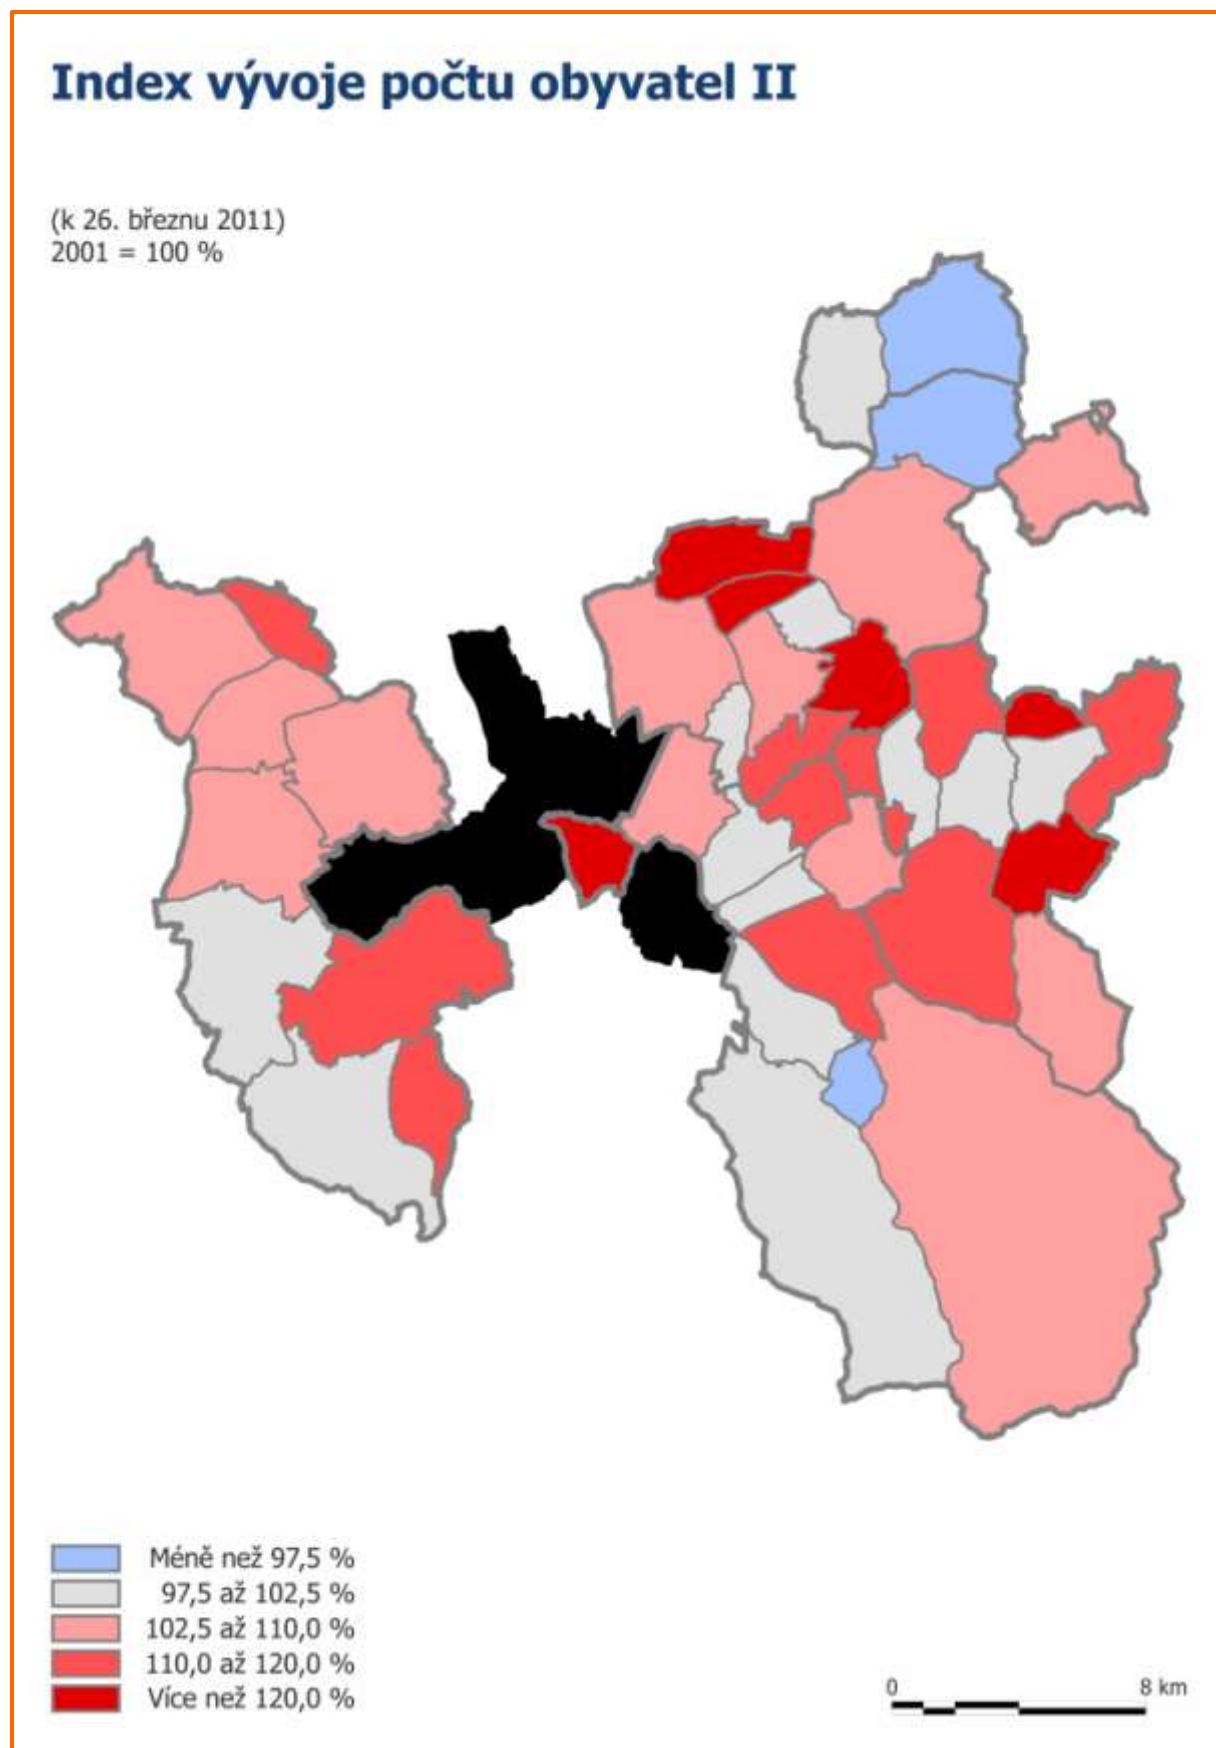 Index vývoje počtu obyvatel II
(k 26. březnu 2011)
2001 = 100 %
Méně než 97,5 %
97,5 až 102,5 %
102,5 až 110,0 %
110,0 až 120,0 %
Více než 120,0 %
0 8 km